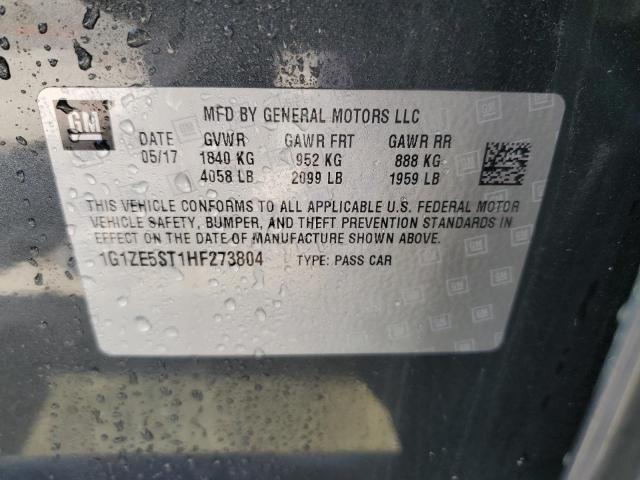 GM
MFD BY GENERAL MOTORS LLC
DATE GVWR GAWR FRT GAWR RR
05/17 1840 KG 952 KG 888 KG
4058 LB 2099 LB 1959 LB
THIS VEHICLE CONFORMS TO ALL APPLICABLE U.S. FEDERAL MOTOR
VEHICLE SAFETY, BUMPER, AND THEFT PREVENTION STANDARDS IN
EFFECT ON THE DATE OF MANUFACTURE SHOWN ABOVE.
1G1ZE5ST1HF273804 TYPE: PASS CAR